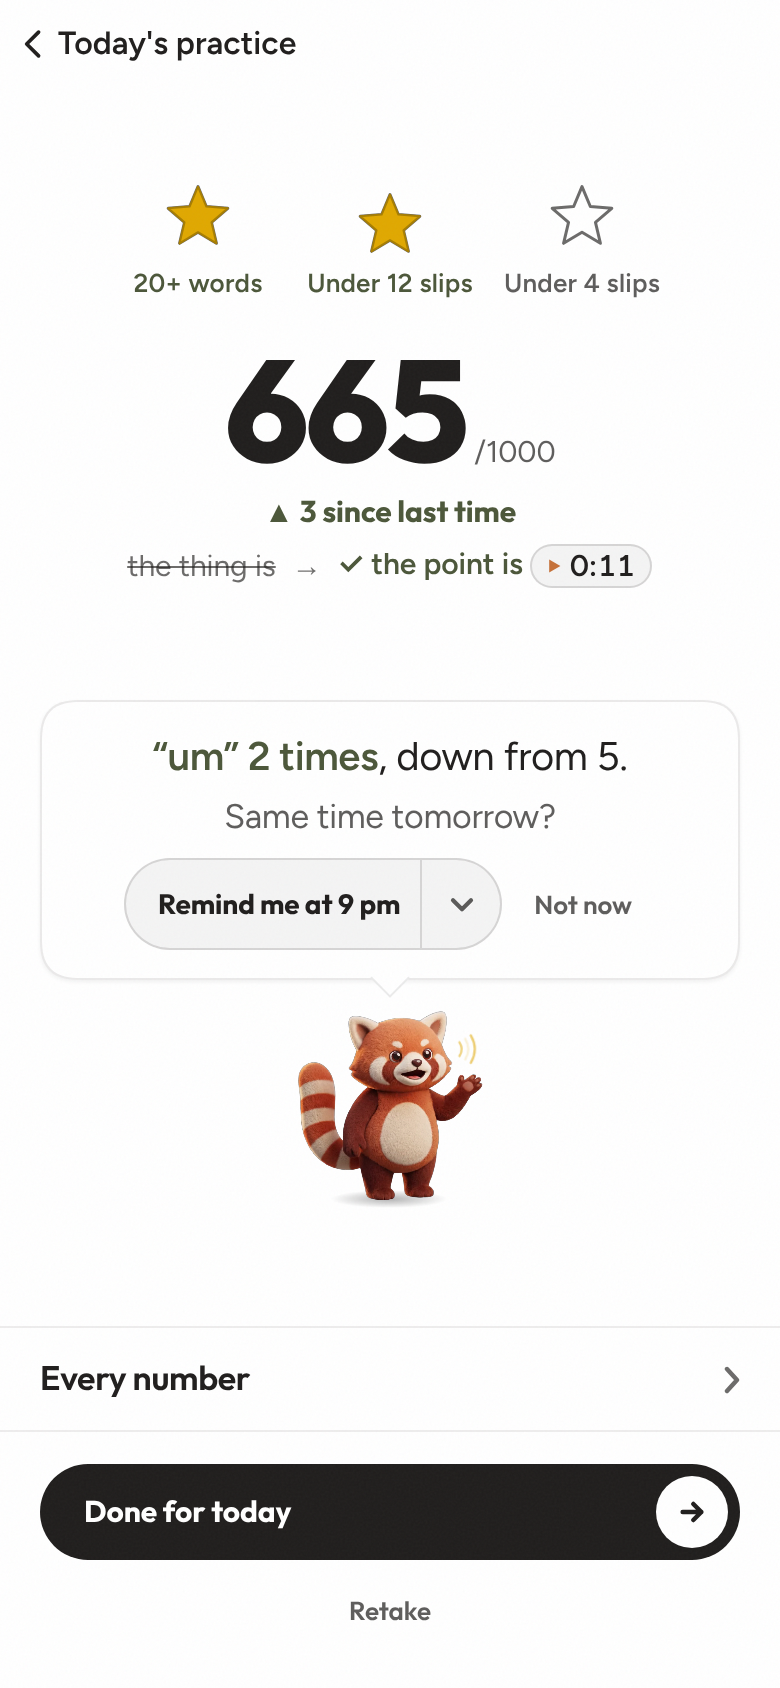 Today's practice
20+ words
Under 12 slips
Under 4 slips
665/1000
▲ 3 since last time
the thing is → ✓ the point is ▶ 0:11
“um” 2 times, down from 5.
Same time tomorrow?
Remind me at 9 pm
Not now
Every number
Done for today
Retake